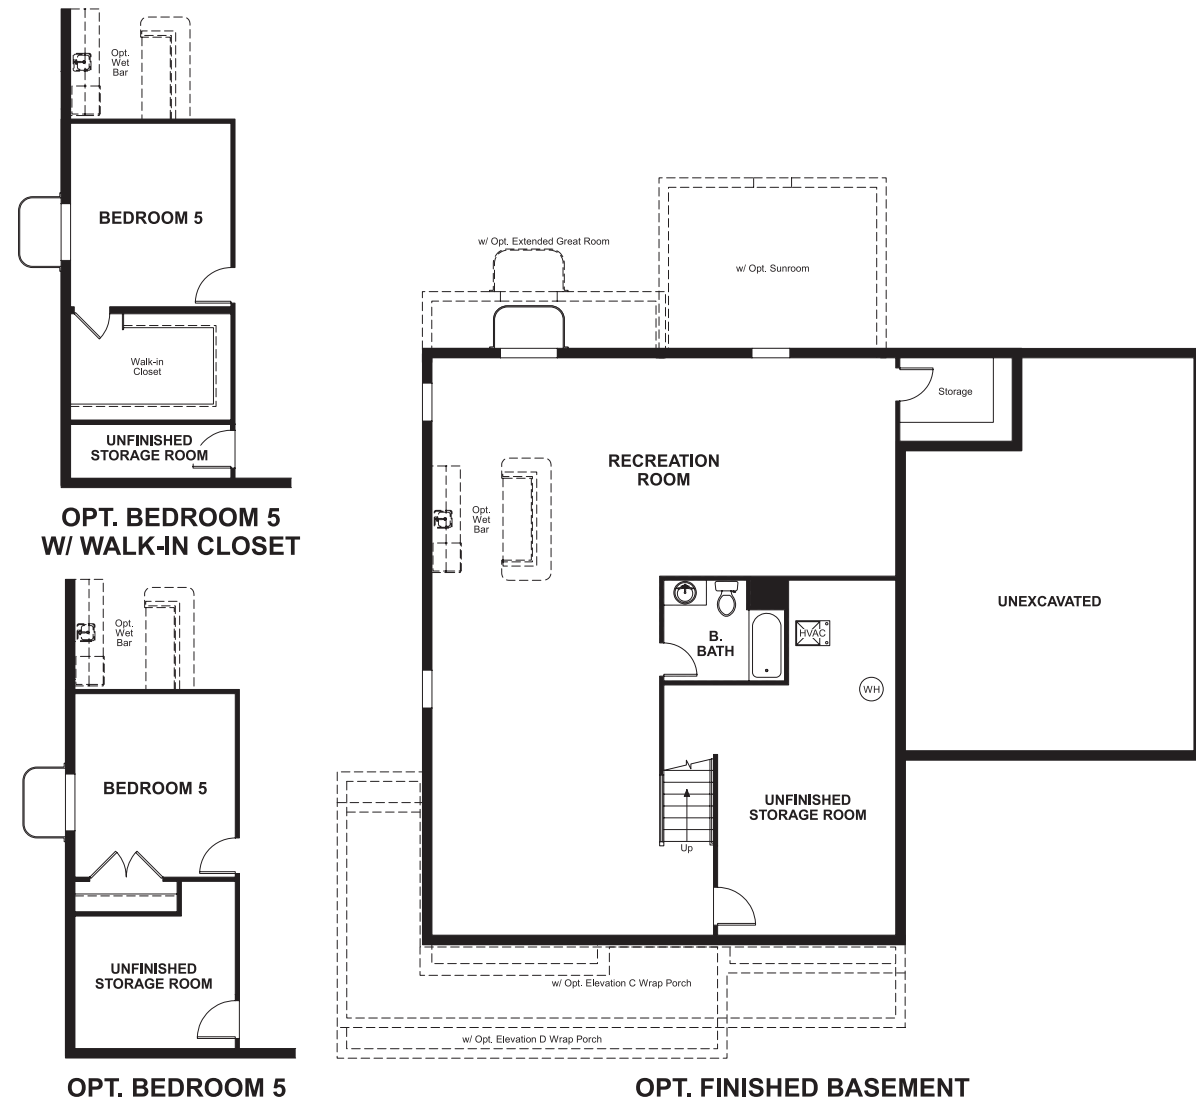 Opt.
Wet
Bar
BEDROOM 5
Walk-in
Closet
UNFINISHED
STORAGE ROOM
OPT. BEDROOM 5
W/ WALK-IN CLOSET
Opt.
Wet
Bar
BEDROOM 5
UNFINISHED
STORAGE ROOM
OPT. BEDROOM 5
w/ Opt. Extended Great Room
w/ Opt. Sunroom
Storage
RECREATION
ROOM
Opt.
Wet
Bar
UNEXCAVATED
B.
BATH
HVAC
WH
UNFINISHED
STORAGE ROOM
Up
w/ Opt. Elevation C Wrap Porch
w/ Opt. Elevation D Wrap Porch
OPT. FINISHED BASEMENT